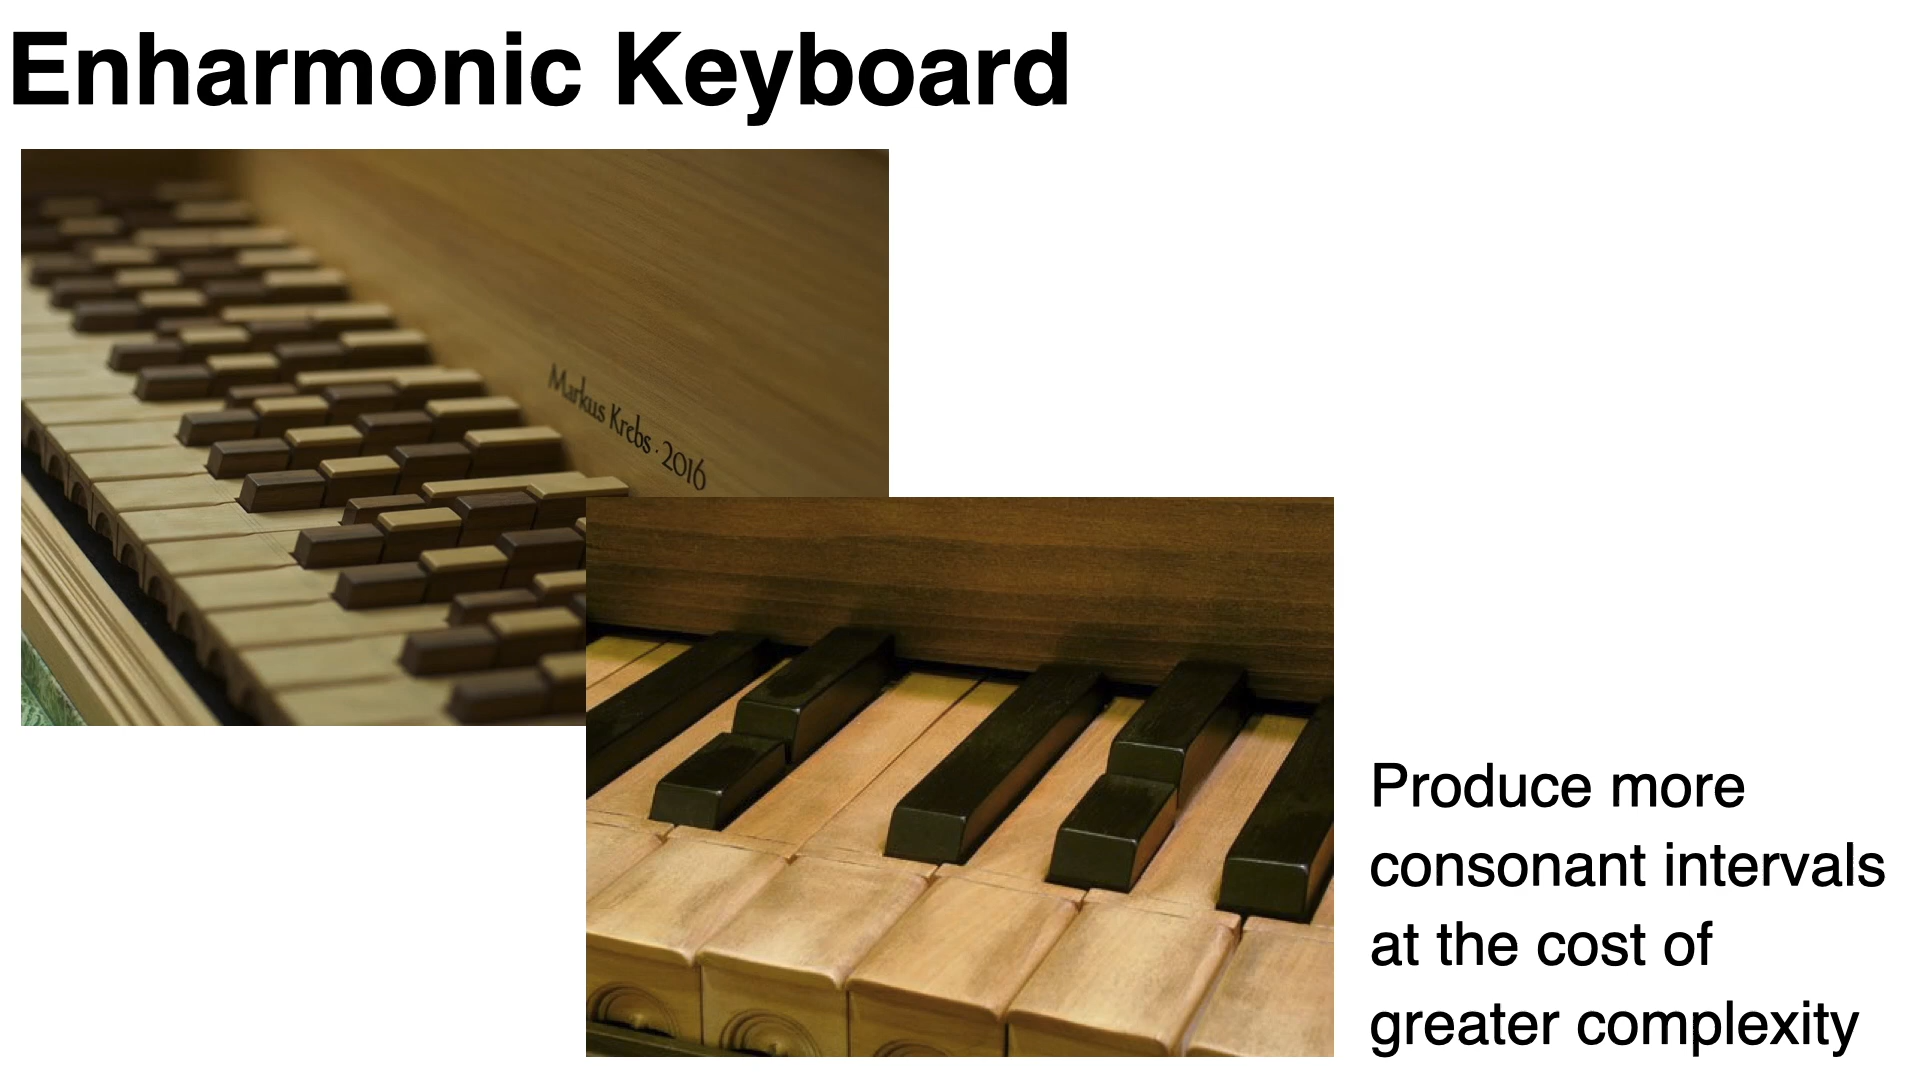 Enharmonic Keyboard
Markus Krebs · 2016
Produce more
consonant intervals
at the cost of
greater complexity